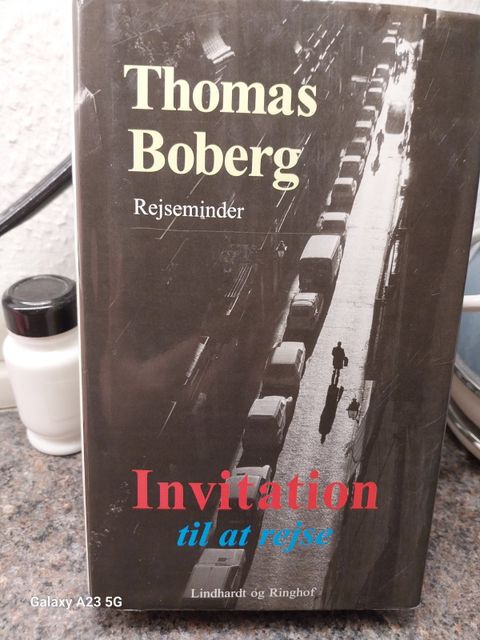 Thomas
Boberg
Rejseminder
Invitation
til at rejse
Lindhardt og Ringhof
Galaxy A23 5G